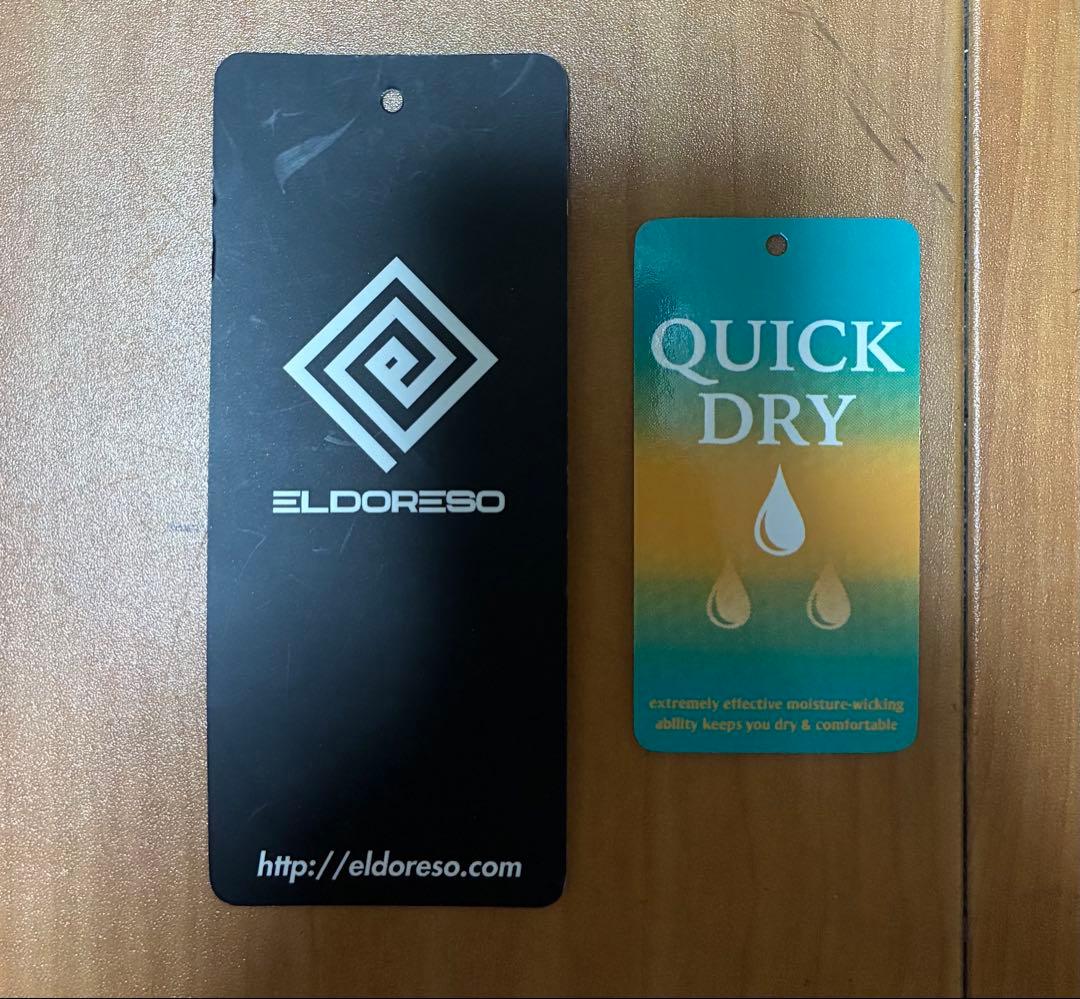 ELDORESO
http://eldoreso.com
QUICK
DRY
extremely effective moisture-wicking
ability keeps you dry & comfortable